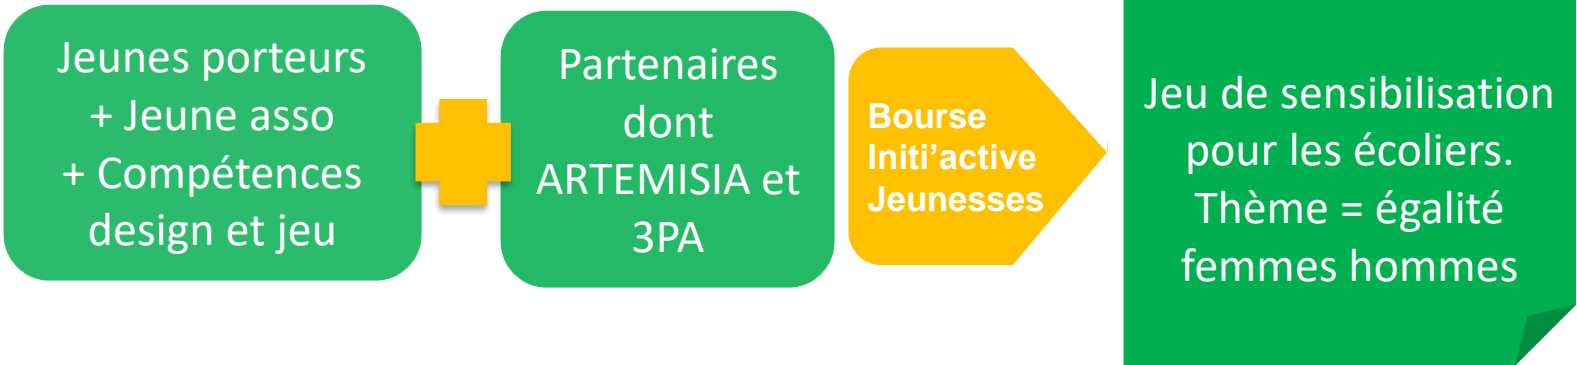 Jeunes porteurs
+ Jeune asso
+ Compétences
design et jeu
Partenaires
dont
ARTEMISIA et
3PA
Bourse
Initi’active
Jeunesses
Jeu de sensibilisation
pour les écoliers.
Thème = égalité
femmes hommes